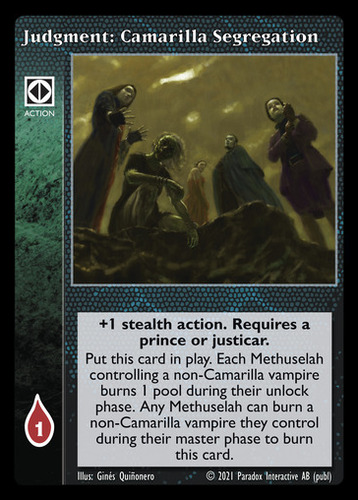 Judgment: Camarilla Segregation
ACTION
+1 stealth action. Requires a
prince or justicar.
Put this card in play. Each Methuselah
controlling a non-Camarilla vampire
burns 1 pool during their unlock
phase. Any Methuselah can burn a
non-Camarilla vampire they control
during their master phase to burn
this card.
1
Illus: Ginés Quiñonero © 2021 Paradox Interactive AB (publ)